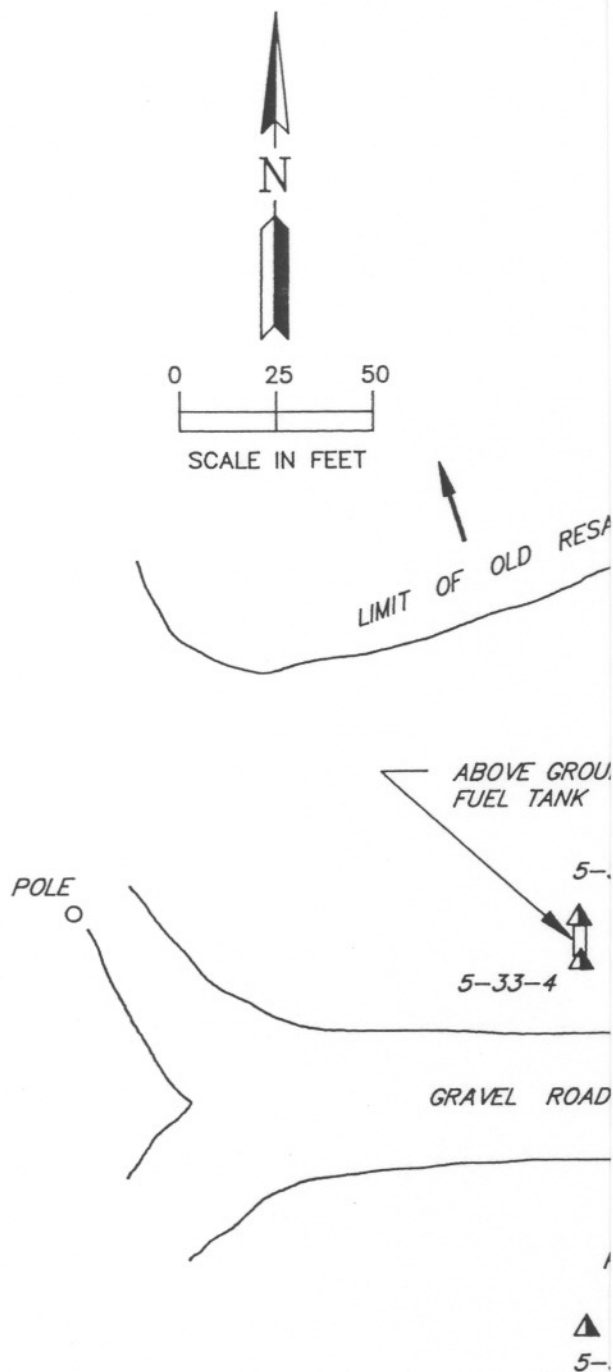 N
0 25 50
SCALE IN FEET
LIMIT OF OLD
ABOVE
FUEL TANK
POLE
5-33-4
GRAVEL ROAD